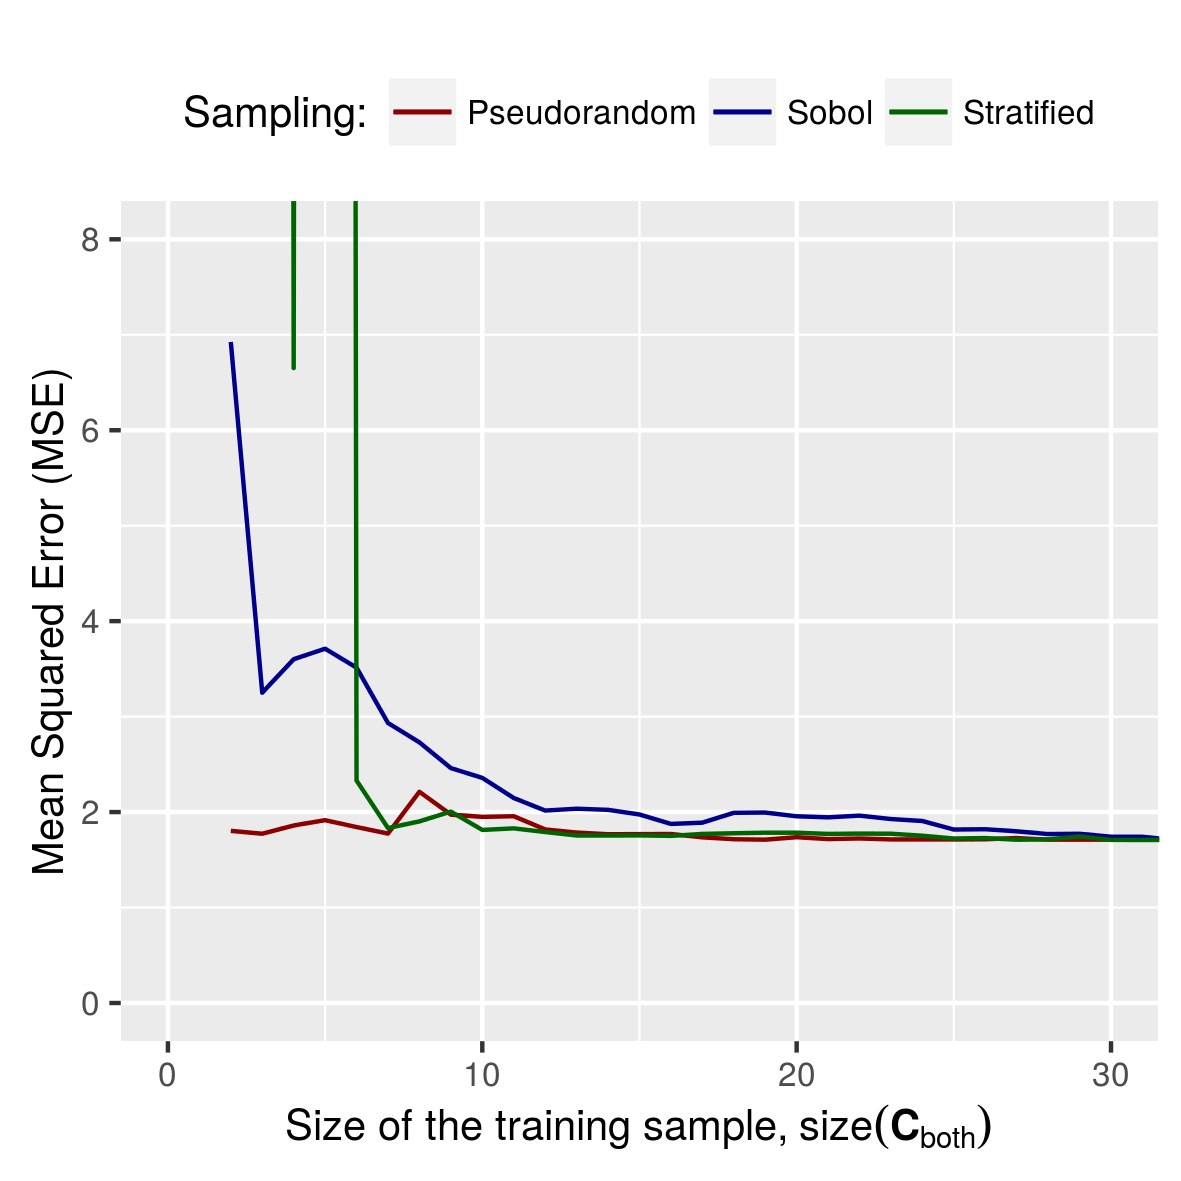 Sampling: Pseudorandom Sobol Stratified
8
6
4
2
0
Mean Squared Error (MSE)
0 10 20 30
Size of the training sample, size(C_both)